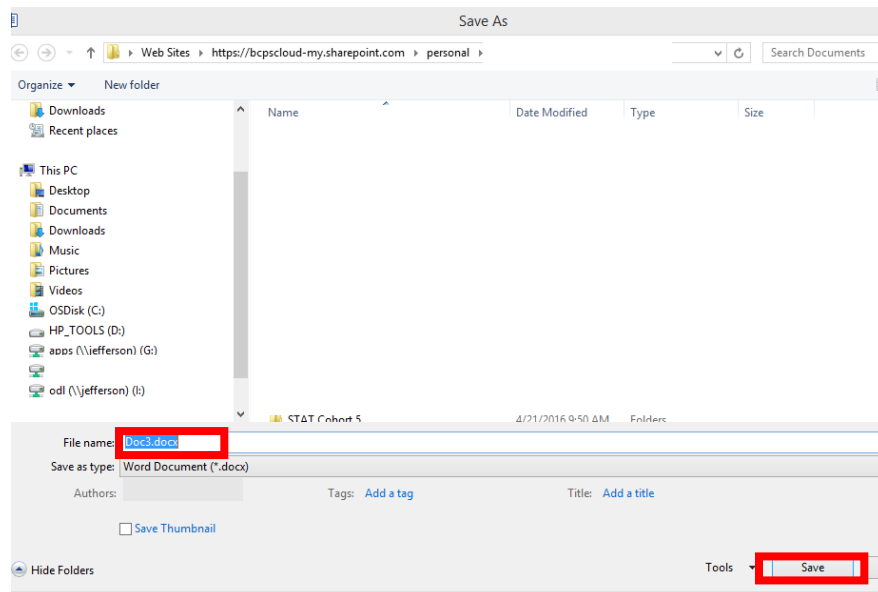 Save As
Web Sites https://bcpscloud-my.sharepoint.com personal Search Documents
Organize New folder
Name Date Modified Type Size
Downloads
Recent places
This PC
Desktop
Documents
Downloads
Music
Pictures
Videos
OSDisk (C:)
HP_TOOLS (D:)
apps (\\jefferson) (G:)
odl (\\jefferson) (I:)
STAT Cohort 5 4/21/2016 9:50 AM Folders
File name: Doc3.docx
Save as type: Word Document (*.docx)
Authors: Tags: Add a tag Title: Add a title
Save Thumbnail
Hide Folders Tools Save